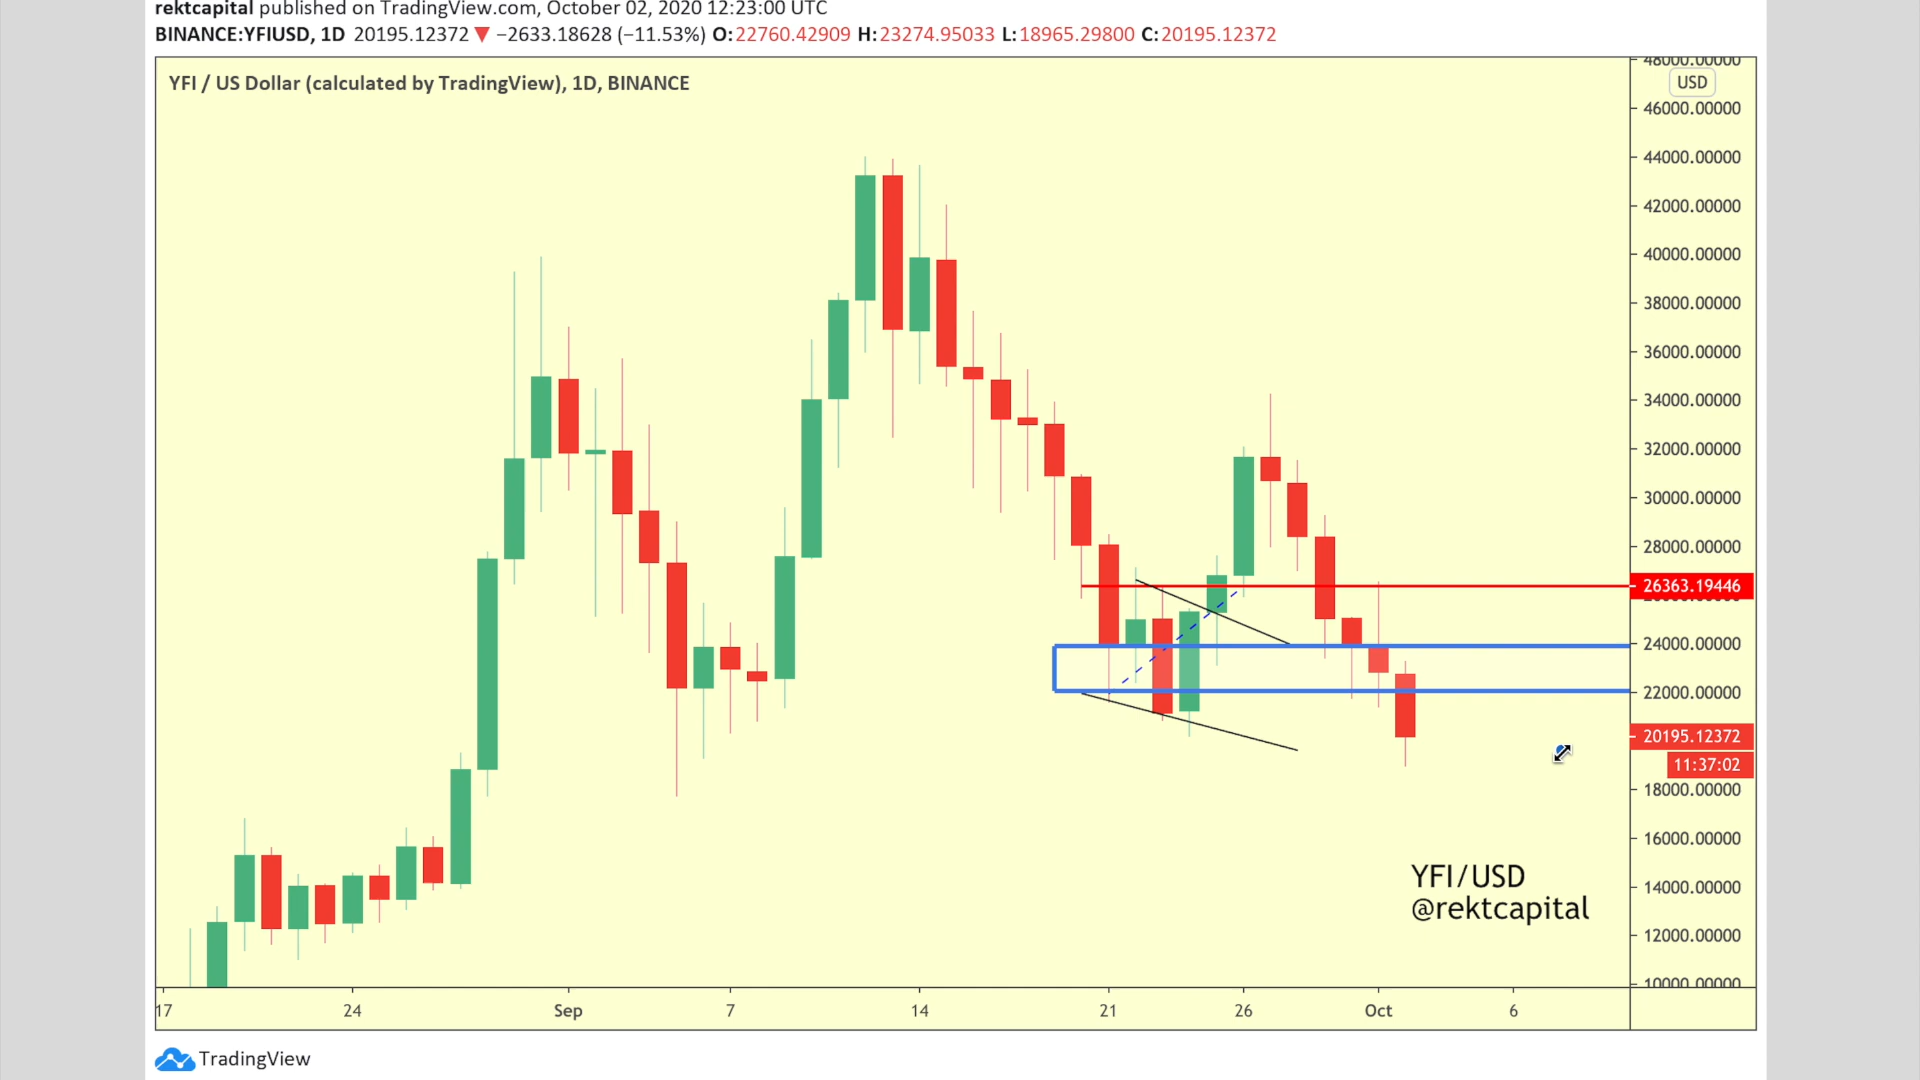 rektcapital published on TradingView.com, October 02, 2020 12:23:00 UTC
BINANCE:YFIUSD, 1D 20195.12372 ▼ −2633.18628 (−11.53%) O:22760.42909 H:23274.95033 L:18965.29800 C:20195.12372
YFI / US Dollar (calculated by TradingView), 1D, BINANCE
48000.00000
USD
46000.00000
44000.00000
42000.00000
40000.00000
38000.00000
36000.00000
34000.00000
32000.00000
30000.00000
28000.00000
26363.19446
24000.00000
22000.00000
20195.12372
11:37:02
18000.00000
16000.00000
14000.00000
12000.00000
10000.00000
YFI/USD
@rektcapital
17 24 Sep 7 14 21 26 Oct 6
TradingView